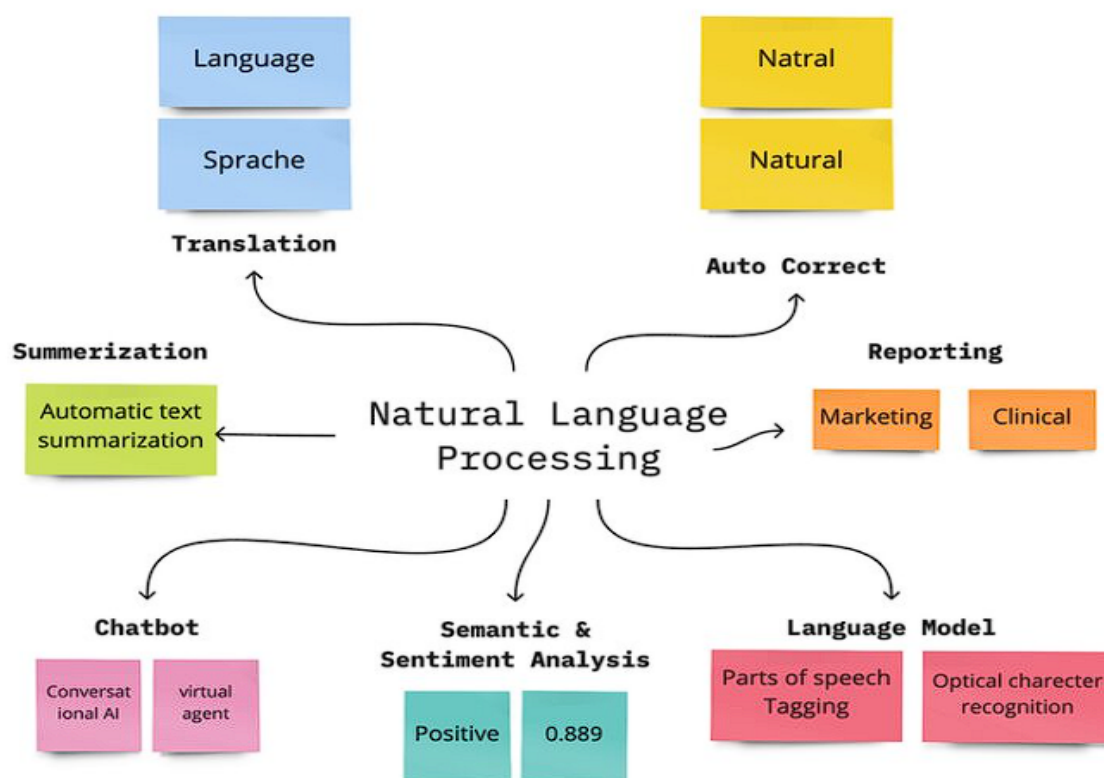 Language
Sprache
Translation
Natral
Natural
Auto Correct
Summerization
Automatic text
summarization
Natural Language
Processing
Reporting
Marketing
Clinical
Chatbot
Conversat
ional AI
virtual
agent
Semantic &
Sentiment Analysis
Positive
0.889
Language Model
Parts of speech
Tagging
Optical charecter
recognition